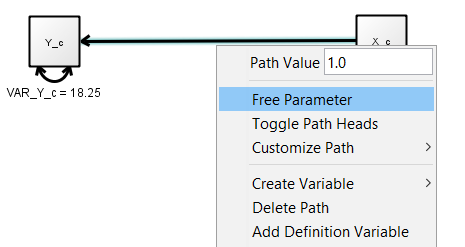 Y_c
X_c
VAR_Y_c = 18.25
Path Value 1.0
Free Parameter
Toggle Path Heads
Customize Path
Create Variable
Delete Path
Add Definition Variable